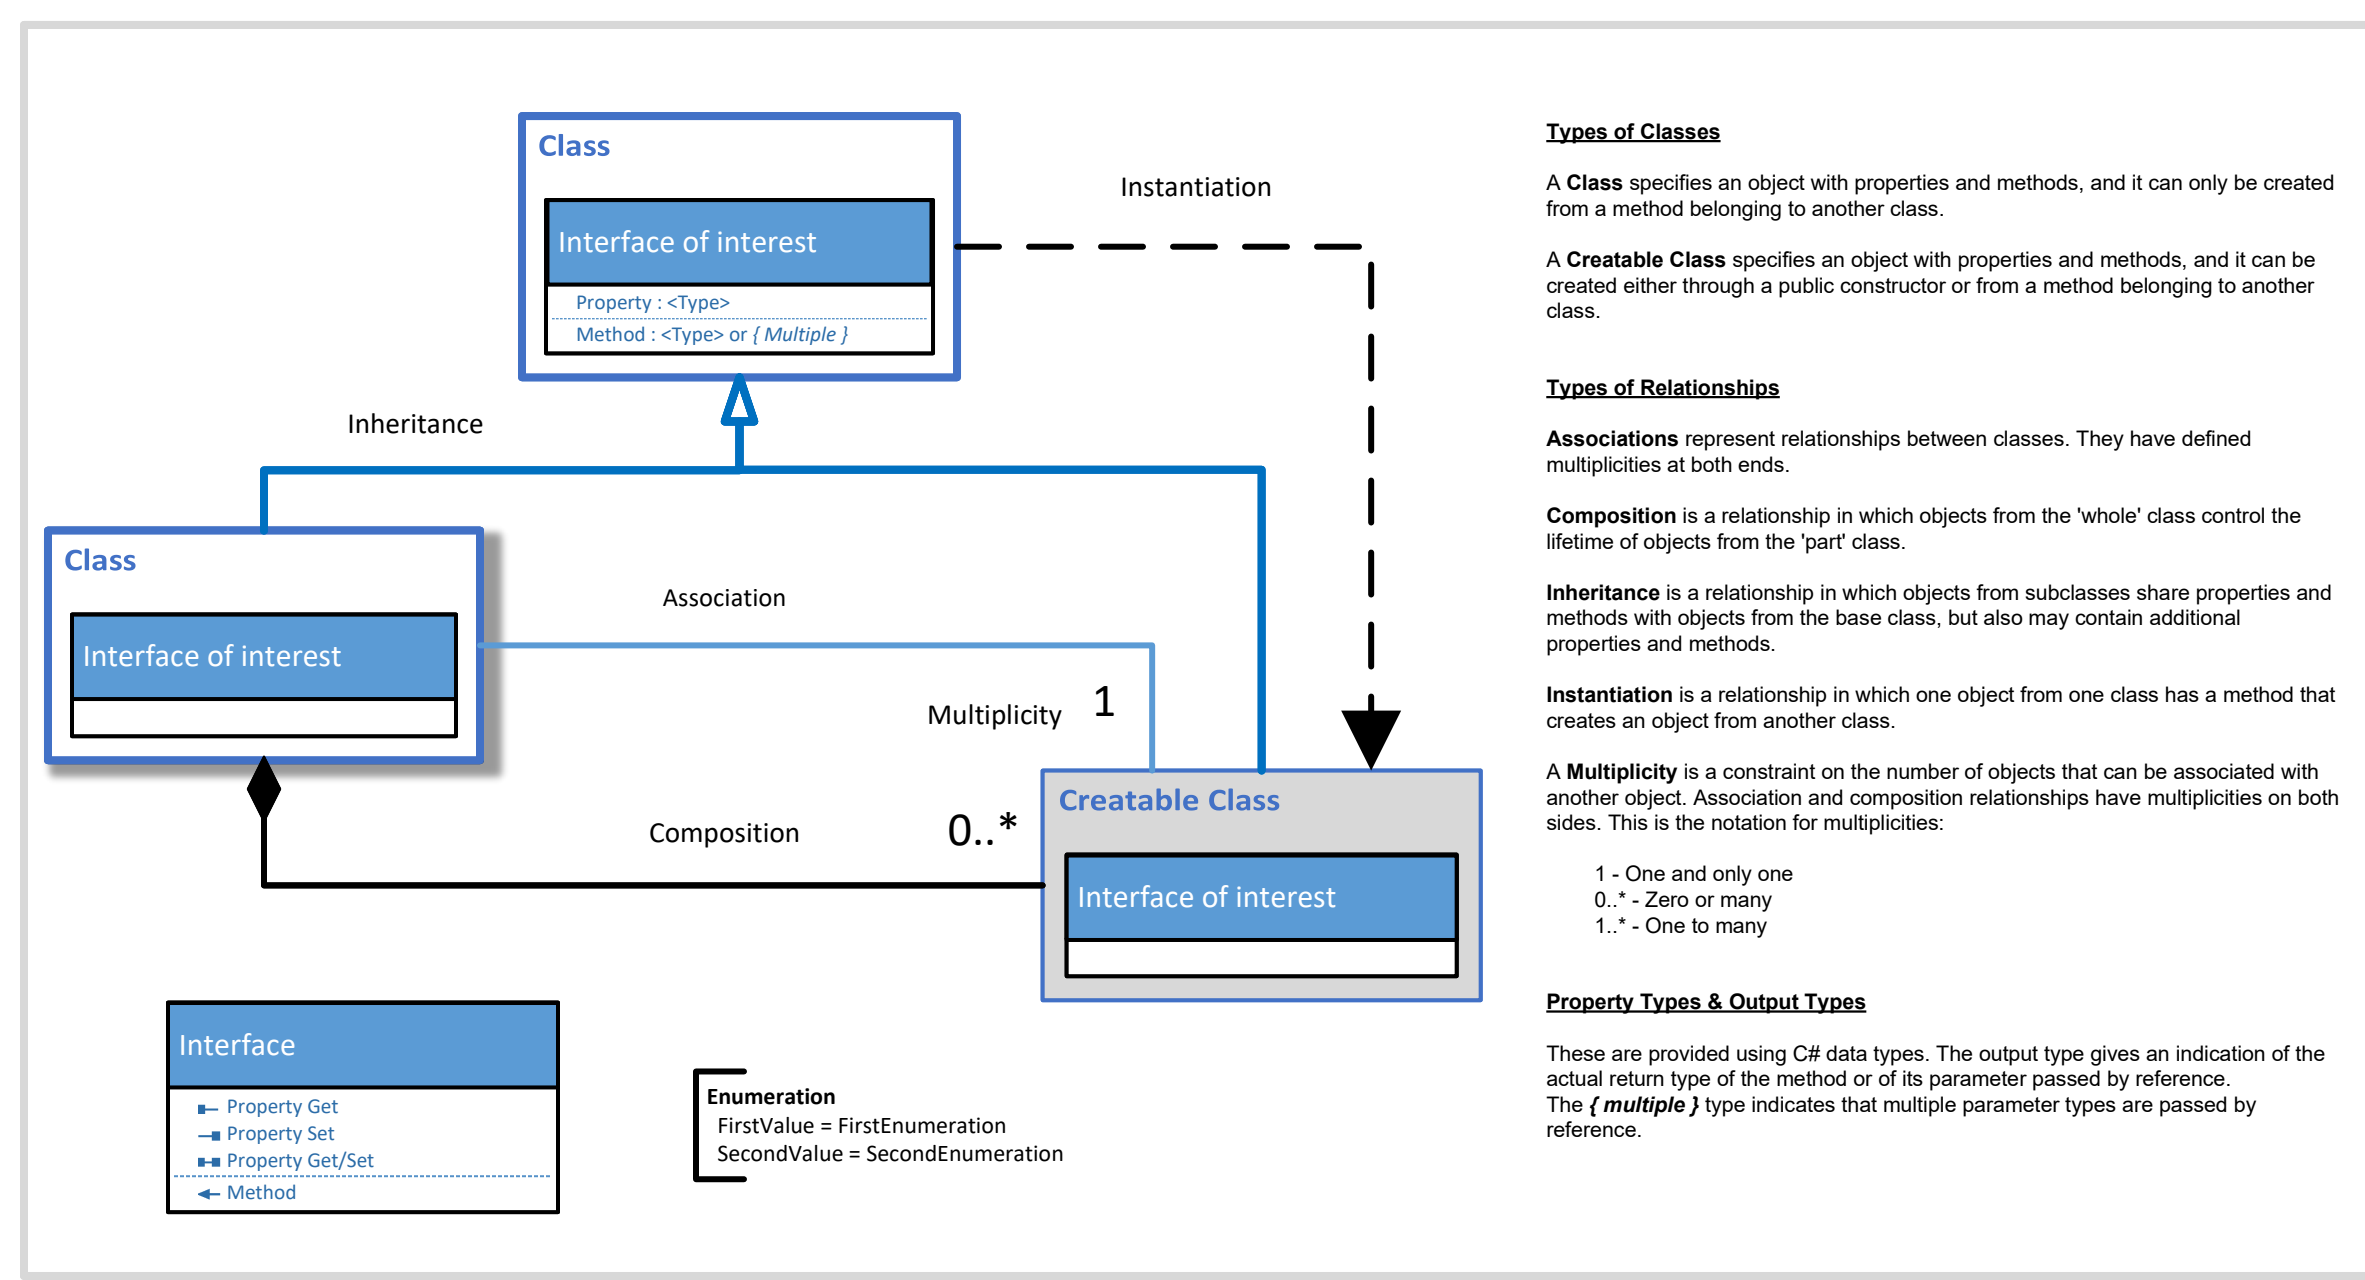 Class
Interface of interest
Property : <Type>
Method : <Type> or { Multiple }
Instantiation
Inheritance
Class
Interface of interest
Association
Multiplicity 1
Composition 0..*
Creatable Class
Interface of interest
Interface
Property Get
Property Set
Property Get/Set
Method
Enumeration
FirstValue = FirstEnumeration
SecondValue = SecondEnumeration
Types of Classes
A Class specifies an object with properties and methods, and it can only be created
from a method belonging to another class.
A Creatable Class specifies an object with properties and methods, and it can be
created either through a public constructor or from a method belonging to another
class.
Types of Relationships
Associations represent relationships between classes. They have defined
multiplicities at both ends.
Composition is a relationship in which objects from the 'whole' class control the
lifetime of objects from the 'part' class.
Inheritance is a relationship in which objects from subclasses share properties and
methods with objects from the base class, but also may contain additional
properties and methods.
Instantiation is a relationship in which one object from one class has a method that
creates an object from another class.
A Multiplicity is a constraint on the number of objects that can be associated with
another object. Association and composition relationships have multiplicities on both
sides. This is the notation for multiplicities:
1 - One and only one
0..* - Zero or many
1..* - One to many
Property Types & Output Types
These are provided using C# data types. The output type gives an indication of the
actual return type of the method or of its parameter passed by reference.
The { multiple } type indicates that multiple parameter types are passed by
reference.